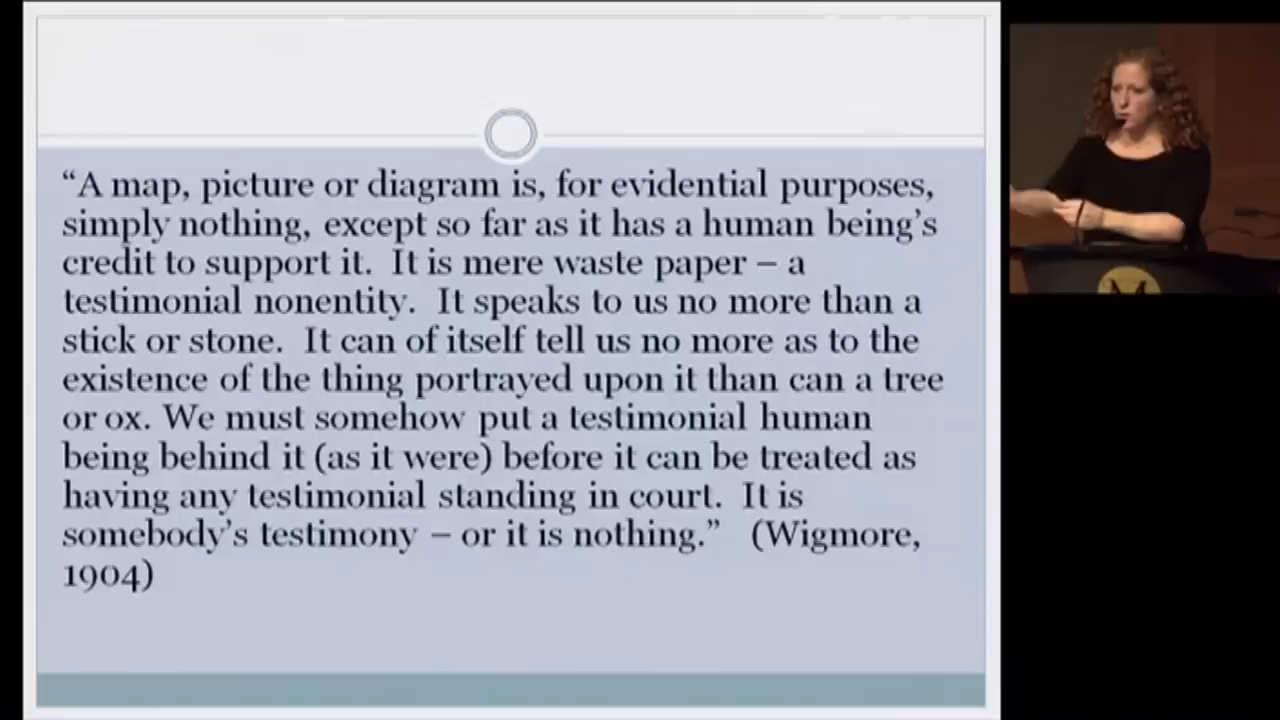 “A map, picture or diagram is, for evidential purposes,
simply nothing, except so far as it has a human being’s
credit to support it.  It is mere waste paper – a
testimonial nonentity.  It speaks to us no more than a
stick or stone.  It can of itself tell us no more as to the
existence of the thing portrayed upon it than can a tree
or ox. We must somehow put a testimonial human
being behind it (as it were) before it can be treated as
having any testimonial standing in court.  It is
somebody’s testimony – or it is nothing.”   (Wigmore,
1904)